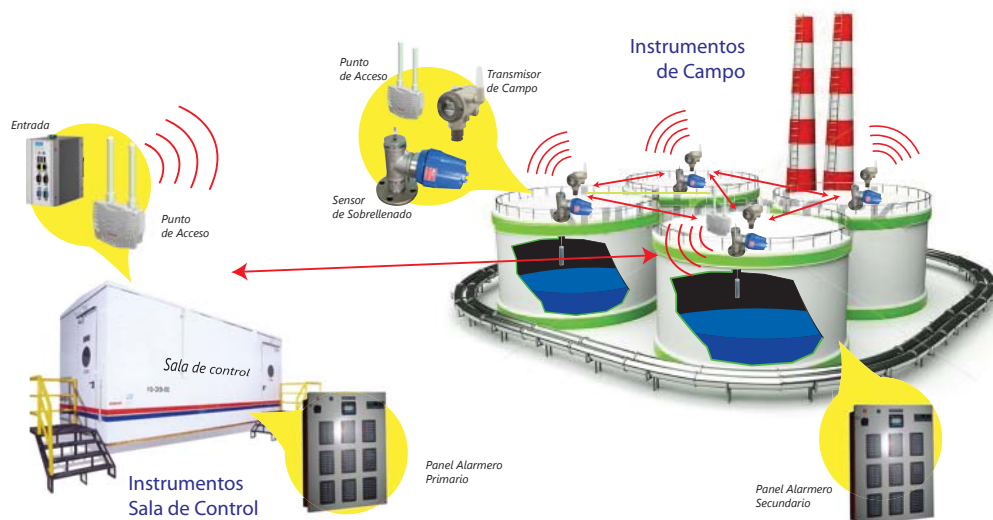 Instrumentos
de Campo
Punto
de Acceso
Transmisor
de Campo
Entrada
Sensor
de Sobrellenado
Punto
de Acceso
Sala de control
Panel Alarmero
Primario
Instrumentos
Sala de Control
Panel Alarmero
Secundario